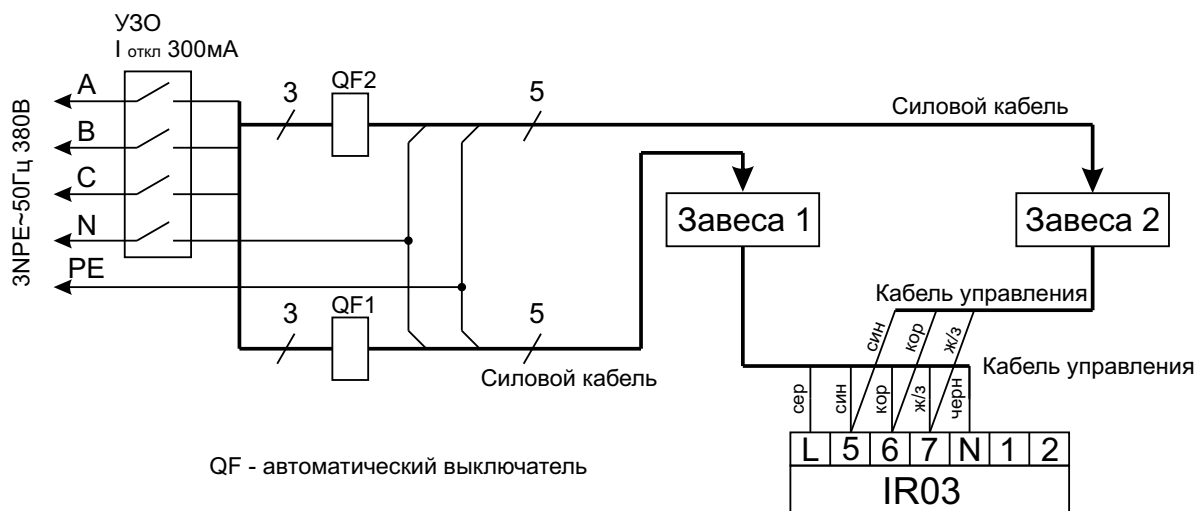 УЗО
I откл 300мА
3NPE~50Гц 380В
A
B
C
N
PE
3
QF2
5
Силовой кабель
3
QF1
5
Силовой кабель
Завеса 1
Завеса 2
Кабель управления
син
кор
ж/з
Кабель управления
сер
син
кор
ж/з
черн
L 5 6 7 N 1 2
IR03
QF - автоматический выключатель